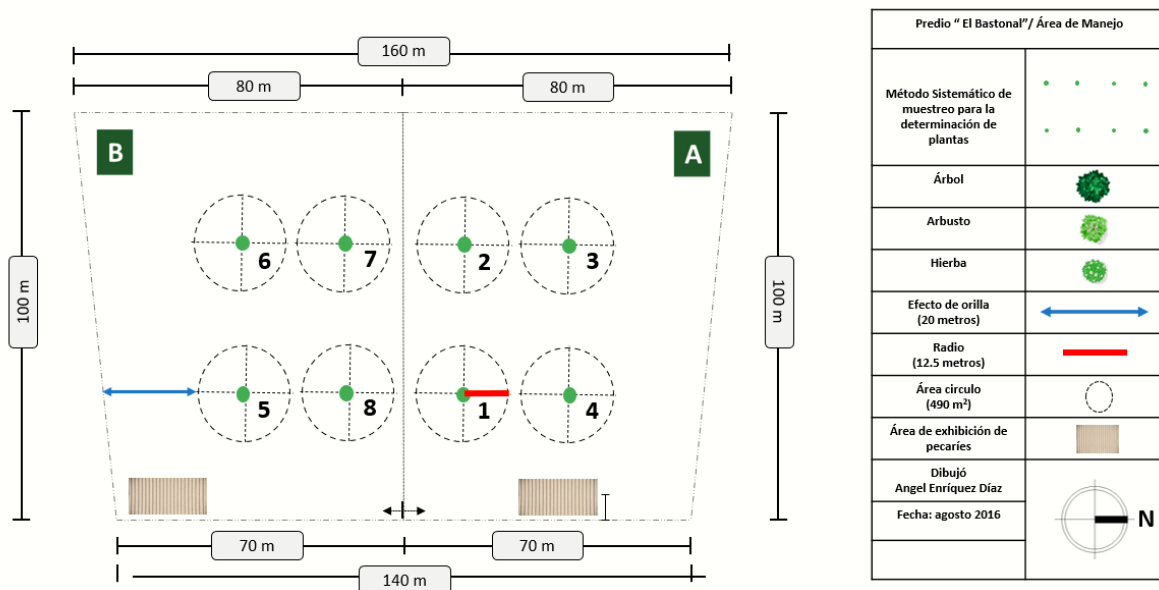 160 m
80 m
80 m
B
A
100 m
100 m
6
7
2
3
5
8
1
4
70 m
70 m
140 m
Predio “ El Bastonal”/ Área de Manejo
Método Sistemático de
muestreo para la
determinación de
plantas
Árbol
Arbusto
Hierba
Efecto de orilla
(20 metros)
Radio
(12.5 metros)
Área circulo
(490 m²)
Área de exhibición de
pecaríes
Dibujó
Angel Enríquez Díaz
Fecha: agosto 2016
N